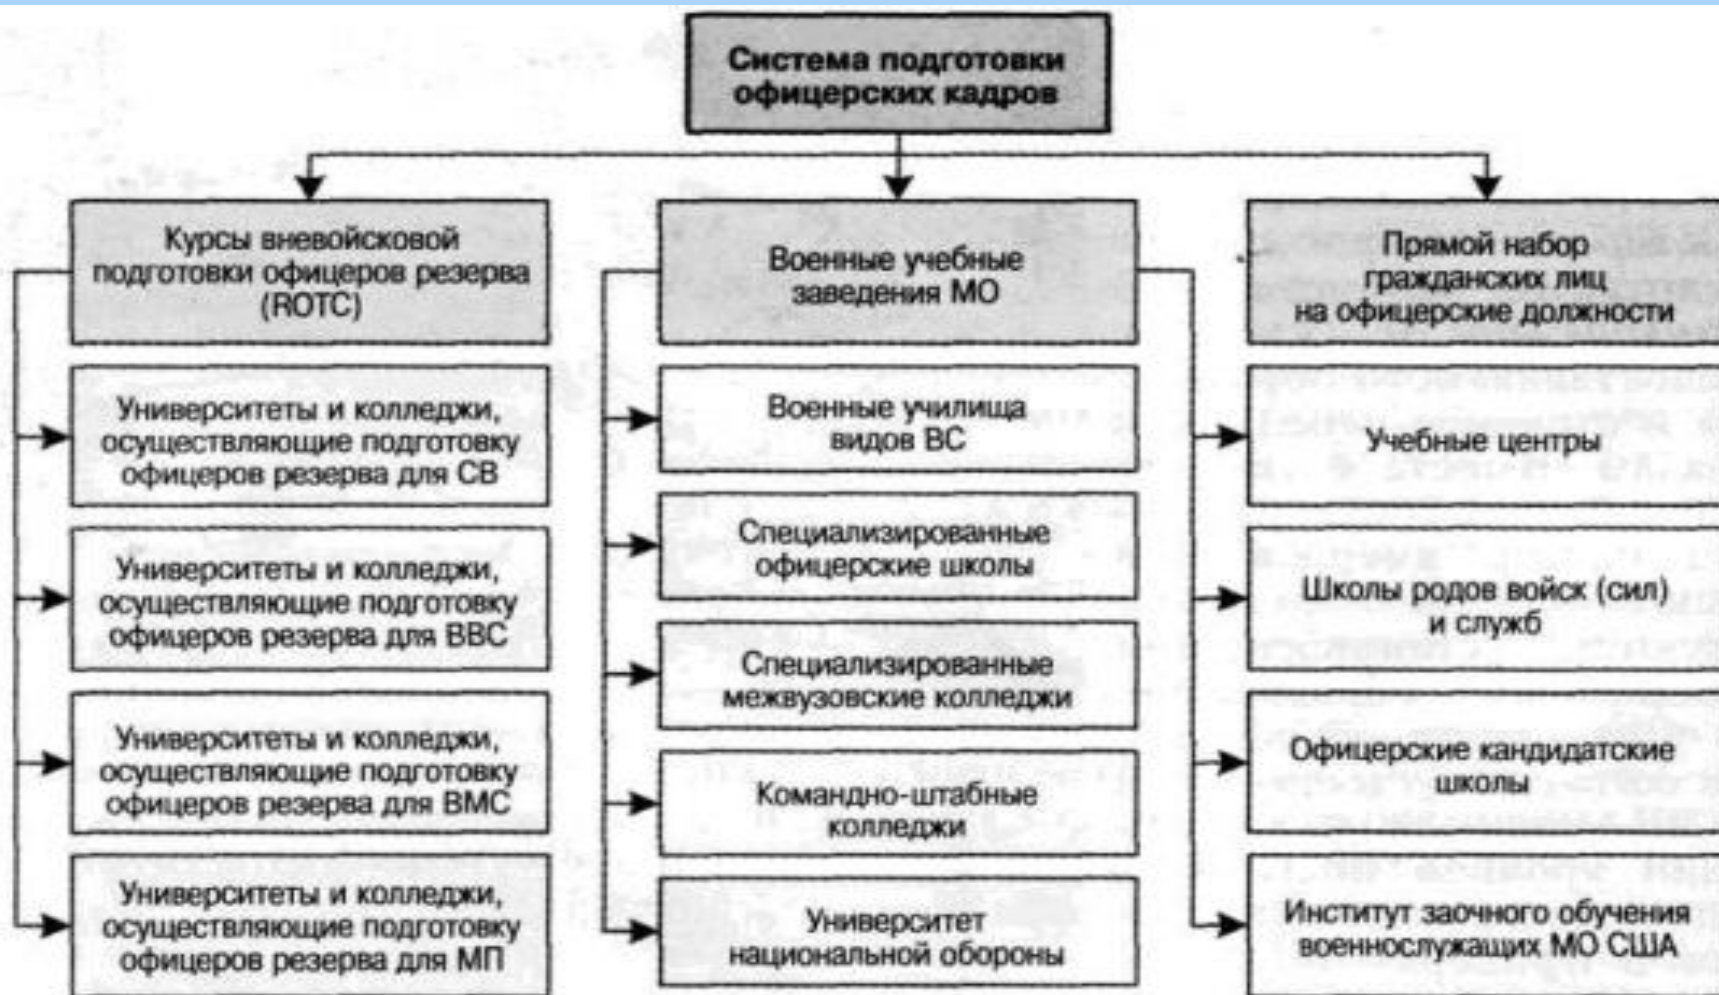 Система подготовки
офицерских кадров
Курсы вневойсковой
подготовки офицеров резерва
(ROTC)
Университеты и колледжи,
осуществляющие подготовку
офицеров резерва для СВ
Университеты и колледжи,
осуществляющие подготовку
офицеров резерва для ВВС
Университеты и колледжи,
осуществляющие подготовку
офицеров резерва для ВМС
Университеты и колледжи,
осуществляющие подготовку
офицеров резерва для МП
Военные учебные
заведения МО
Военные училища
видов ВС
Специализированные
офицерские школы
Специализированные
межвузовские колледжи
Командно-штабные
колледжи
Университет
национальной обороны
Прямой набор
гражданских лиц
на офицерские должности
Учебные центры
Школы родов войск (сил)
и служб
Офицерские кандидатские
школы
Институт заочного обучения
военнослужащих МО США